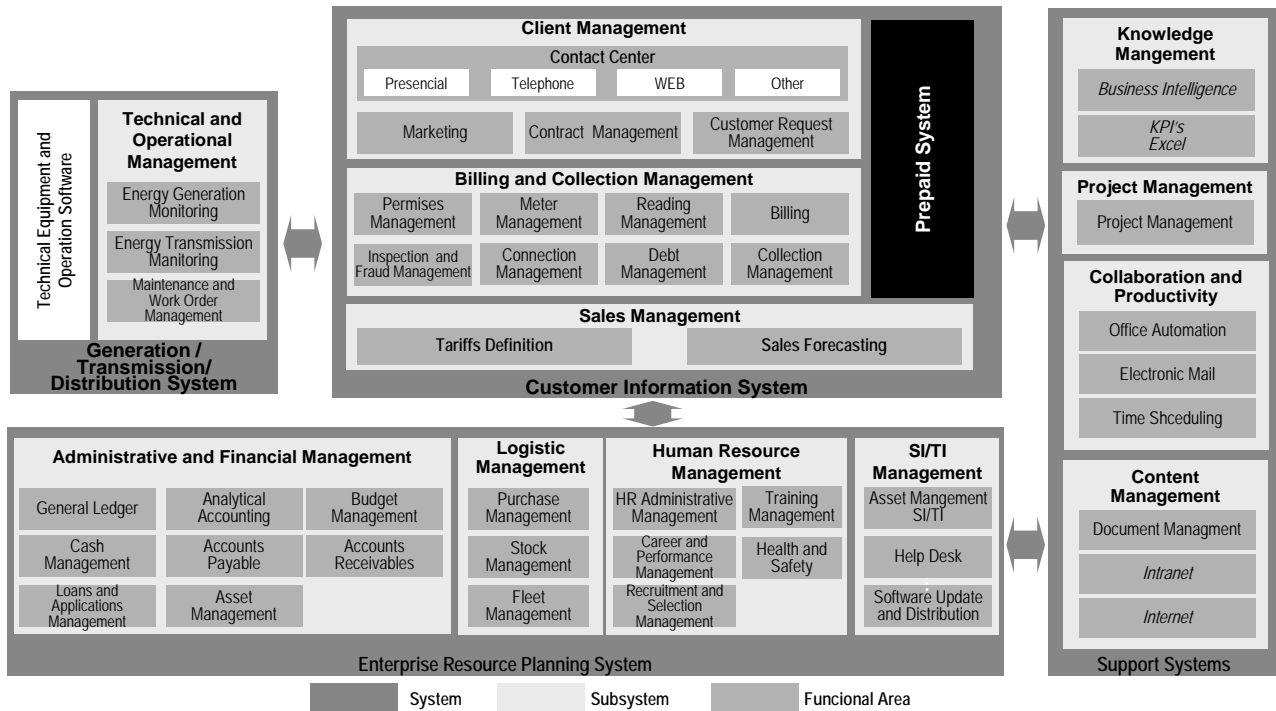 Technical Equipment and
Operation Software
Technical and
Operational
Management
Energy Generation
Monitoring
Energy Transmission
Monitoring
Maintenance and
Work Order
Management
Generation /
Transmission/
Distribution System
Client Management
Contact Center
Presencial
Telephone
WEB
Other
Marketing
Contract Management
Customer Request
Management
Billing and Collection Management
Permises
Management
Meter
Management
Reading
Management
Billing
Inspection and
Fraud Management
Connection
Management
Debt
Management
Collection
Management
Prepaid System
Sales Management
Tariffs Definition
Sales Forecasting
Customer Information System
Knowledge
Mangement
Business Intelligence
KPI's
Excel
Project Management
Project Management
Collaboration and
Productivity
Office Automation
Electronic Mail
Time Shceduling
Content
Management
Document Managment
Intranet
Internet
Support Systems
Administrative and Financial Management
General Ledger
Analytical
Accounting
Budget
Management
Cash
Management
Accounts
Payable
Accounts
Receivables
Loans and
Applications
Management
Asset
Management
Logistic
Management
Purchase
Management
Stock
Management
Fleet
Management
Human Resource
Management
HR Administrative
Management
Training
Management
Career and
Performance
Management
Health and
Safety
Recruitment and
Selection
Management
SI/TI
Management
Asset Mangement
SI/TI
Help Desk
Software Update
and Distribution
Enterprise Resource Planning System
System
Subsystem
Funcional Area